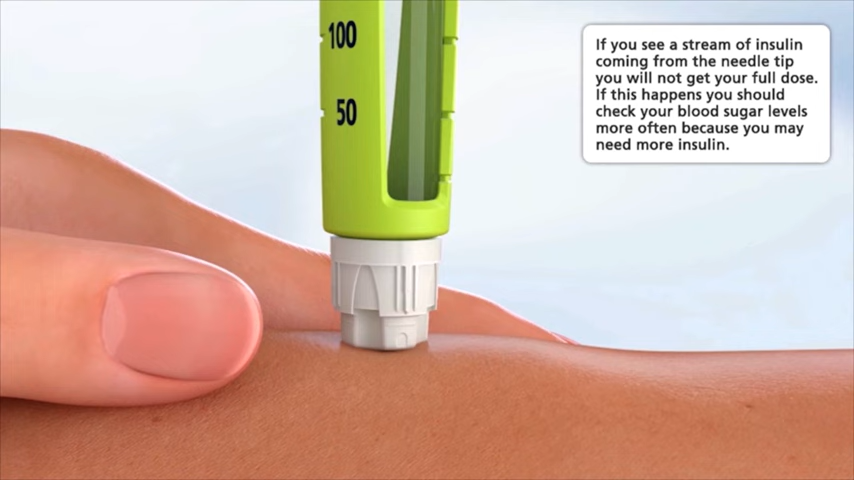 100
50
If you see a stream of insulin
coming from the needle tip
you will not get your full dose.
If this happens you should
check your blood sugar levels
more often because you may
need more insulin.